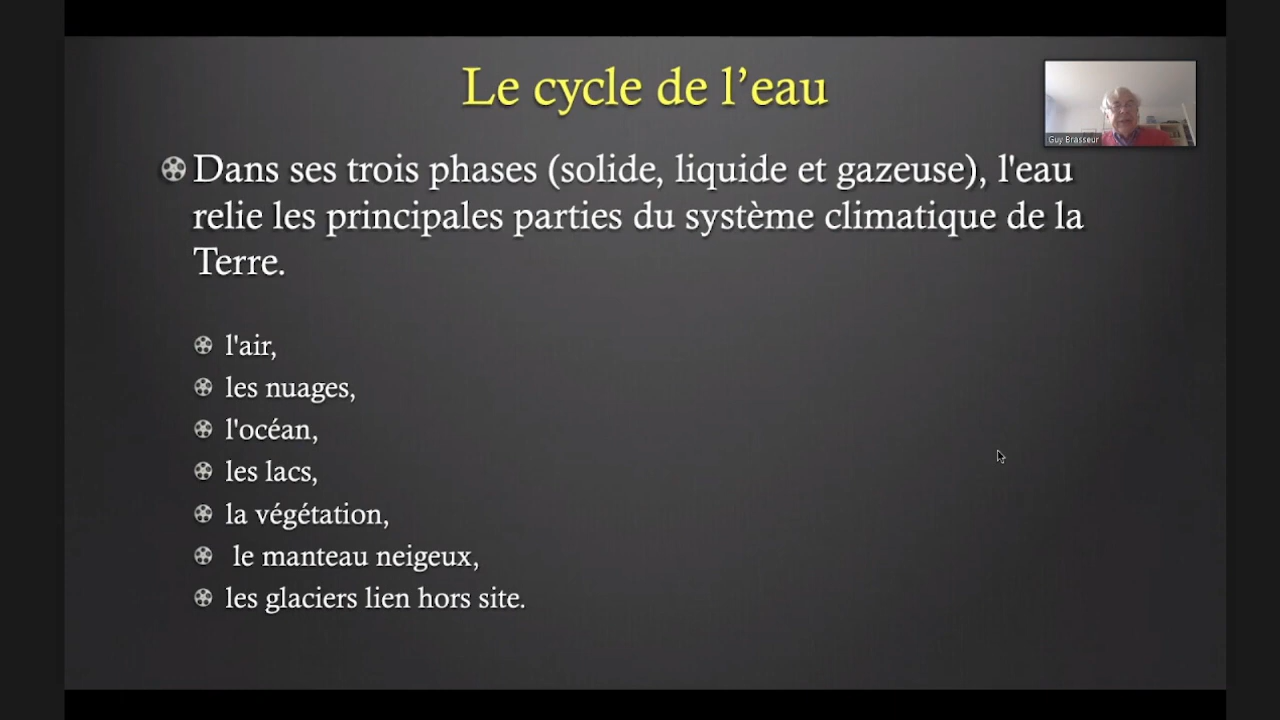 Le cycle de l’eau
Guy Brasseur
Dans ses trois phases (solide, liquide et gazeuse), l'eau
relie les principales parties du système climatique de la
Terre.
l'air,
les nuages,
l'océan,
les lacs,
la végétation,
le manteau neigeux,
les glaciers lien hors site.